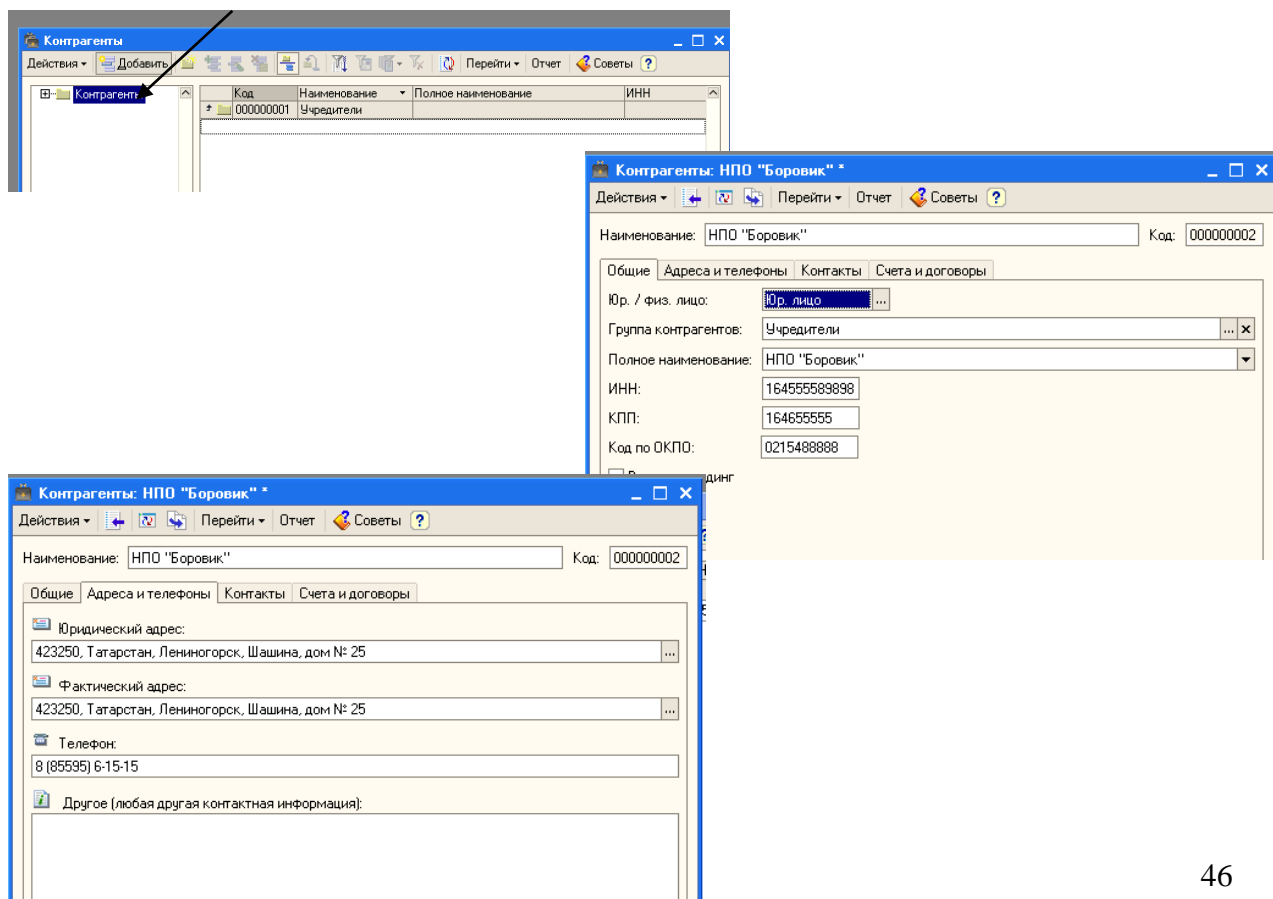 Контрагенты
Действия Добавить Перейти Отчет Советы ?
Контрагенты Код Наименование Полное наименование ИНН
000000001 Учредители
Контрагенты: НПО "Боровик" *
Действия Перейти Отчет Советы ?
Наименование: НПО "Боровик" Код: 000000002
Общие Адреса и телефоны Контакты Счета и договоры
Юр. / физ. лицо: Юр. лицо ...
Группа контрагентов: Учредители ... x
Полное наименование: НПО "Боровик"
ИНН: 164555589898
КПП: 164655555
Код по ОКПО: 0215488888
Контрагенты: НПО "Боровик" *
Действия Перейти Отчет Советы ?
Наименование: НПО "Боровик" Код: 000000002
Общие Адреса и телефоны Контакты Счета и договоры
Юридический адрес:
423250, Татарстан, Лениногорск, Шашина, дом № 25 ...
Фактический адрес:
423250, Татарстан, Лениногорск, Шашина, дом № 25 ...
Телефон:
8 (85595) 6-15-15
Другое (любая другая контактная информация):
46